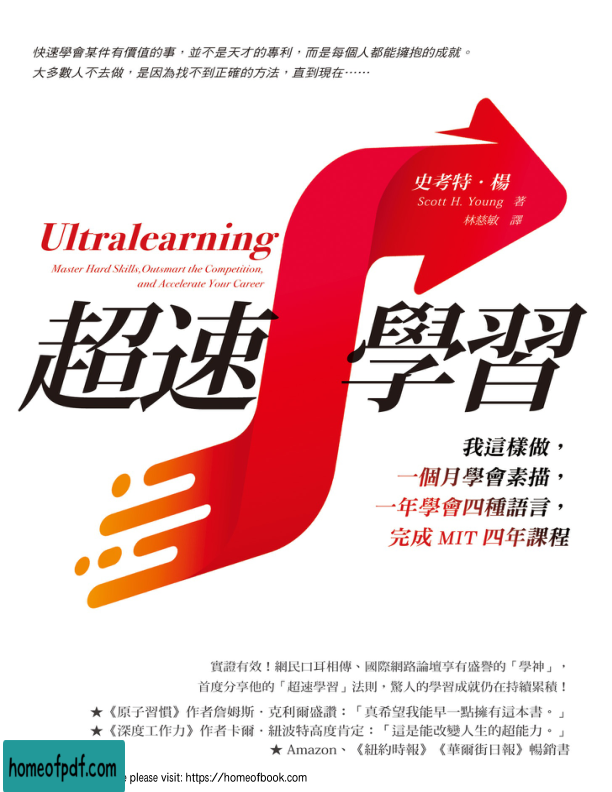 快速學會某件有價值的事，並不是天才的專利，而是每個人都能擁抱的成就。
大多數人不去做，是因為找不到正確的方法，直到現在……
史考特．楊
Scott H. Young 著
林慈敏 譯
Ultralearning
Master Hard Skills, Outsmart the Competition,
and Accelerate Your Career
超速學習
我這樣做，
一個月學會素描，
一年學會四種語言，
完成 MIT 四年課程
實證有效！網民口耳相傳、國際網路論壇享有盛譽的「學神」，
首度分享他的「超速學習」法則，驚人的學習成就仍在持續累積！
★《原子習慣》作者詹姆斯．克利爾盛讚：「真希望我能早一點擁有這本書。」
★《深度工作力》作者卡爾．紐波特高度肯定：「這是能改變人生的超能力。」
★ Amazon、《紐約時報》《華爾街日報》暢銷書
homeofpdf.com
please visit: https://homeofbook.com